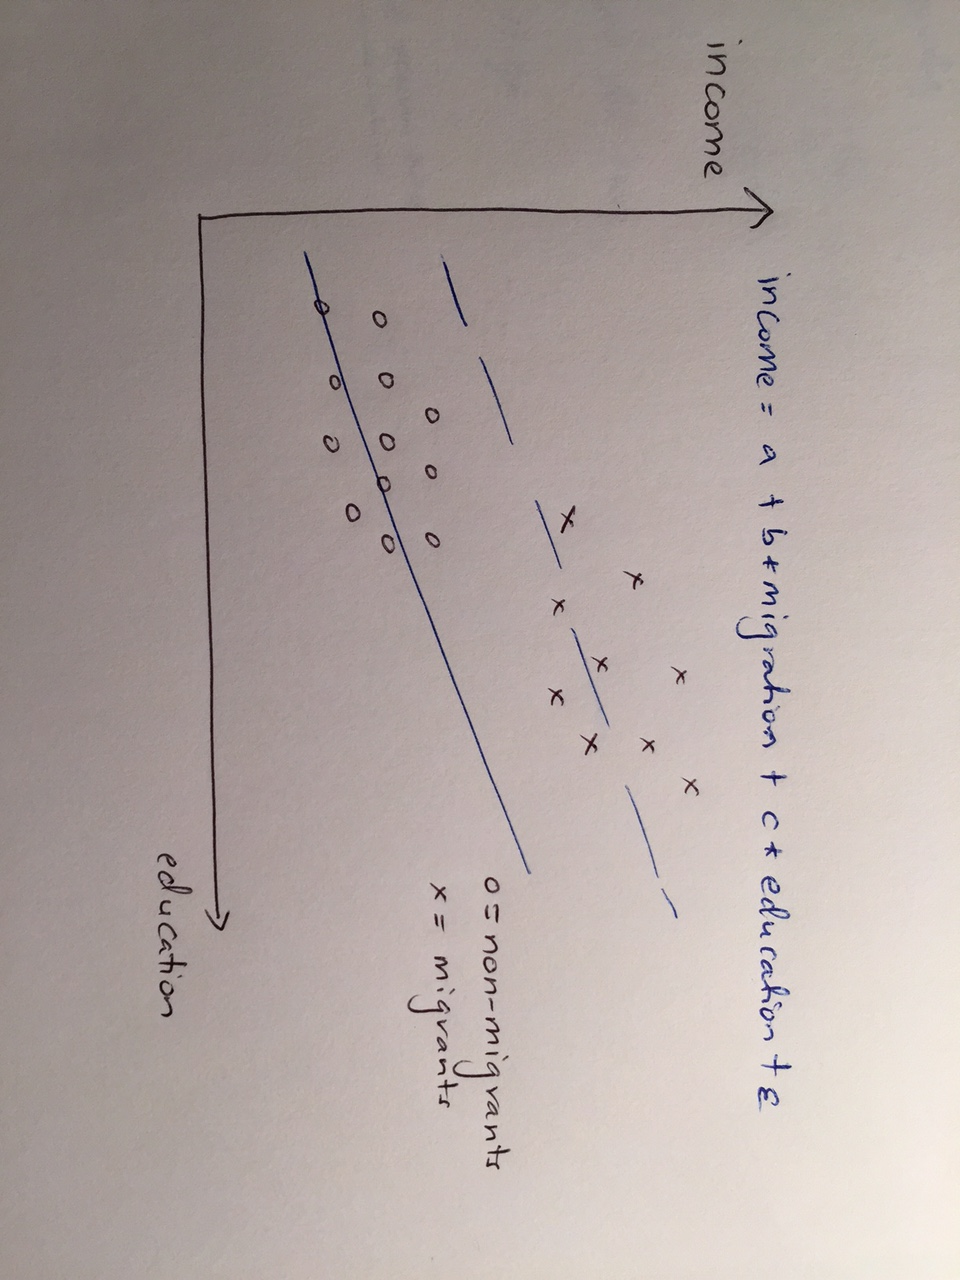 income
income = a + b * migration + c * education + ε
o = non-migrants
x = migrants
education